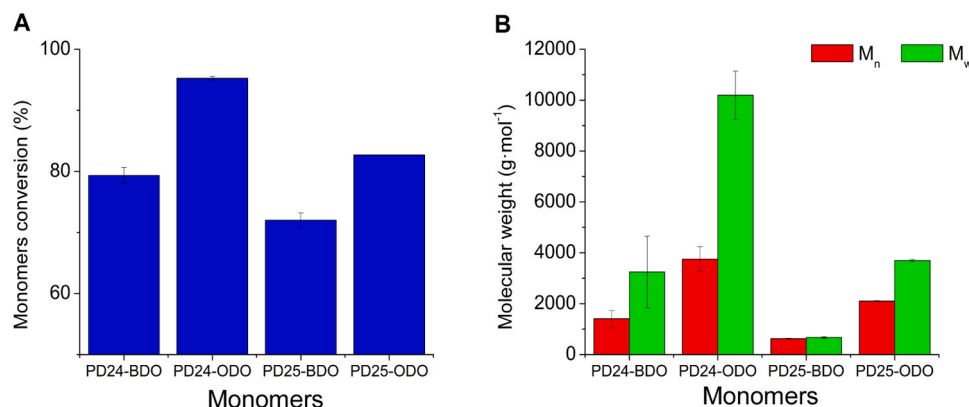 A
Monomers conversion (%)
100
80
60
PD24-BDO PD24-ODO PD25-BDO PD25-ODO
Monomers
B
Molecular weight (g·mol⁻¹)
Mₙ M_w
12000
10000
8000
6000
4000
2000
0
PD24-BDO PD24-ODO PD25-BDO PD25-ODO
Monomers